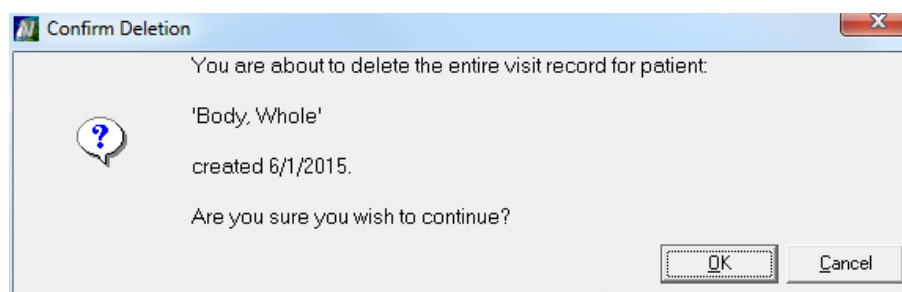 Confirm Deletion
You are about to delete the entire visit record for patient:
'Body, Whole'
created 6/1/2015.
Are you sure you wish to continue?
OK
Cancel